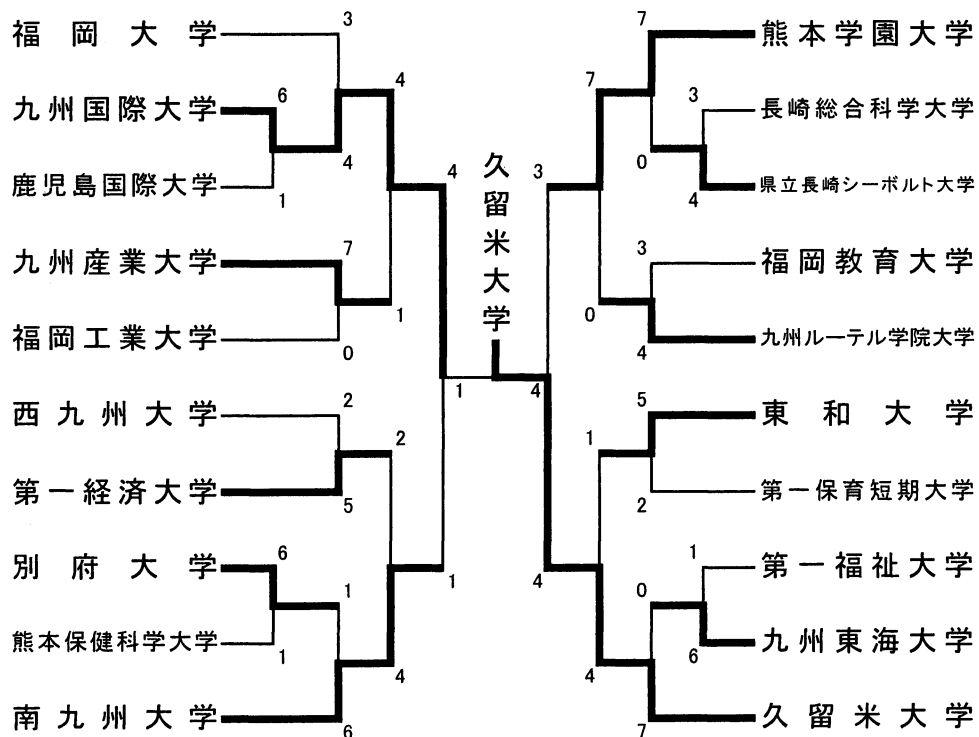 福岡大学
九州国際大学
鹿児島国際大学
九州産業大学
福岡工業大学
西九州大学
第一経済大学
別府大学
熊本保健科学大学
南九州大学
3
6
1
4
7
0
2
5
6
1
1
6
4
1
2
4
4
1
1
久留米大学
4
3
4
7
0
1
4
7
0
3
4
5
2
0
7
3
4
1
6
熊本学園大学
長崎総合科学大学
県立長崎シーボルト大学
福岡教育大学
九州ルーテル学院大学
東和大学
第一保育短期大学
第一福祉大学
九州東海大学
久留米大学